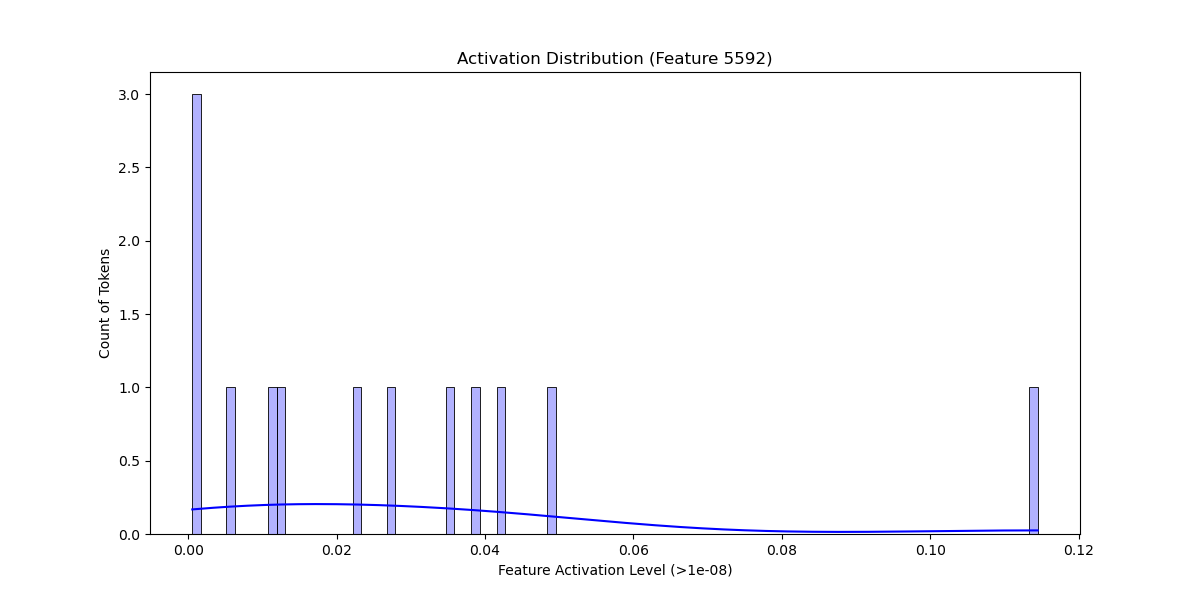 Activation Distribution (Feature 5592)
3.0
2.5
2.0
1.5
1.0
0.5
0.0
Count of Tokens
0.00 0.02 0.04 0.06 0.08 0.10 0.12
Feature Activation Level (>1e-08)